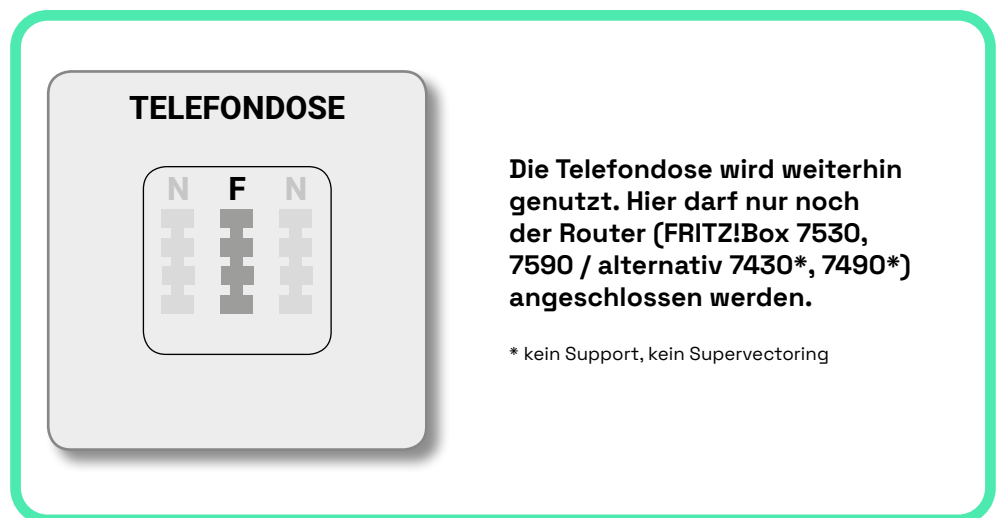 TELEFONDOSE
N F N
Die Telefondose wird weiterhin
genutzt. Hier darf nur noch
der Router (FRITZ!Box 7530,
7590 / alternativ 7430*, 7490*)
angeschlossen werden.
* kein Support, kein Supervectoring